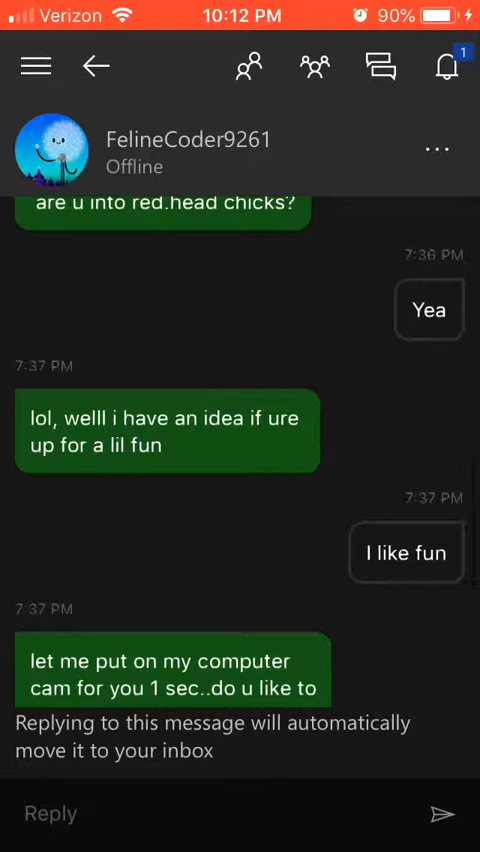 Verizon 10:12 PM 90%
1
FelineCoder9261
Offline
are u into red.head chicks?
7:36 PM
Yea
7:37 PM
lol, welll i have an idea if ure
up for a lil fun
7:37 PM
I like fun
7:37 PM
let me put on my computer
cam for you 1 sec..do u like to
Replying to this message will automatically
move it to your inbox
Reply